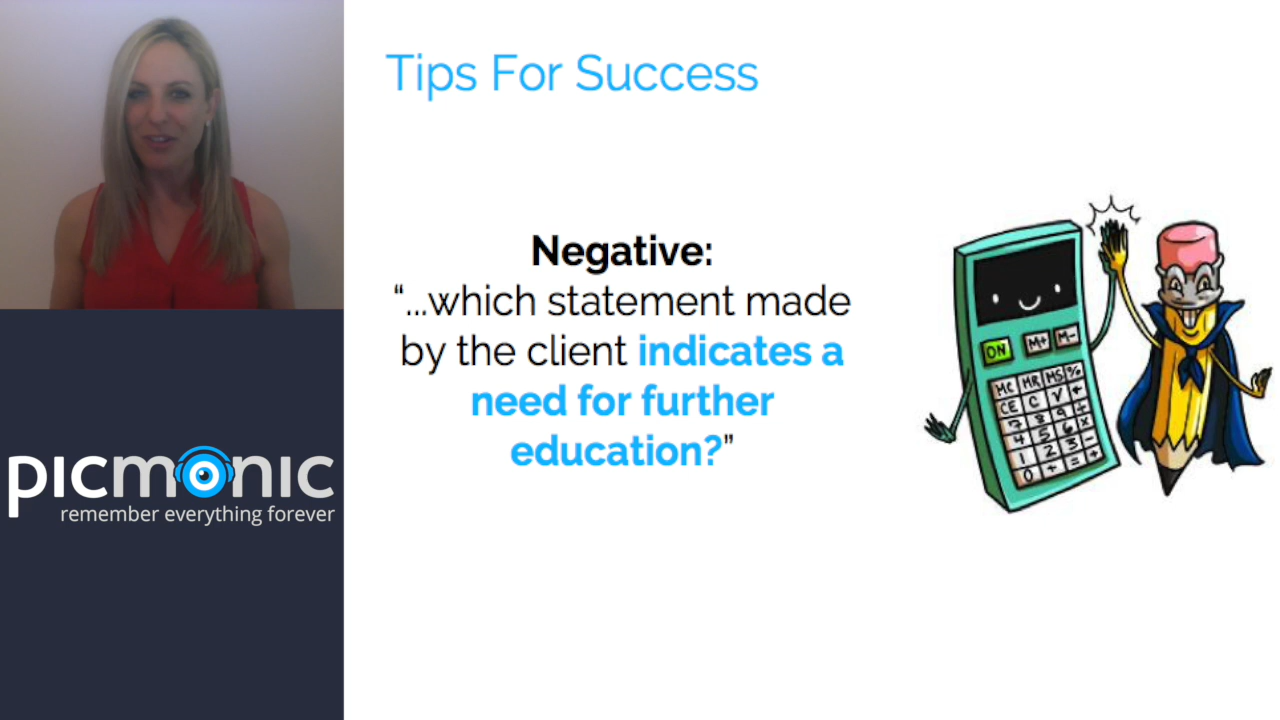 Tips For Success
Negative:
“...which statement made
by the client indicates a
need for further
education?”
picmonic
remember everything forever
ON
M+
M-
MC MR MS %
CE C √ ←
7 8 9 ÷
4 5 6 x
1 2 3 -
0 + = +